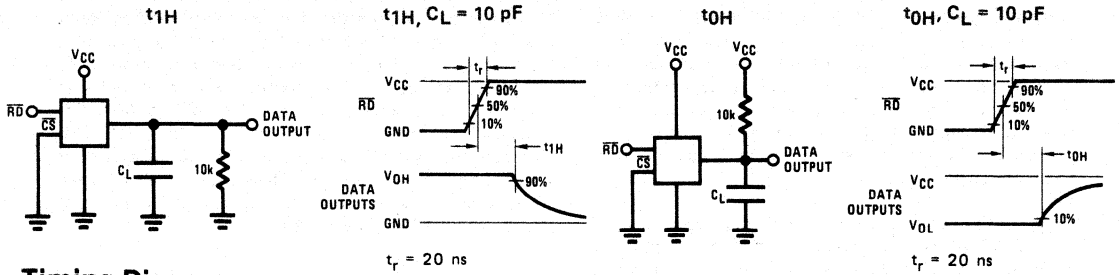 t1H
VCC
RD
CS
DATA
OUTPUT
CL
10k
t1H, CL = 10 pF
tr
VCC
90%
RD
50%
10%
GND
t1H
VOH
90%
DATA
OUTPUTS
GND
tr = 20 ns
t0H
VCC
VCC
10k
RD
CS
DATA
OUTPUT
CL
t0H, CL = 10 pF
tr
VCC
90%
RD
50%
10%
GND
t0H
VCC
DATA
OUTPUTS
10%
VOL
tr = 20 ns